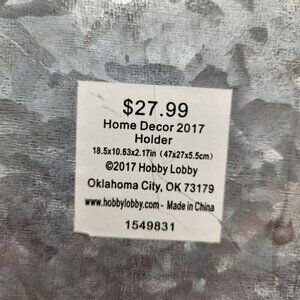 $27.99
Home Decor 2017
Holder
18.5x10.63x2.17in (47x27x5.5cm)
©2017 Hobby Lobby
Oklahoma City, OK 73179
www.hobbylobby.com - Made in China
1549831